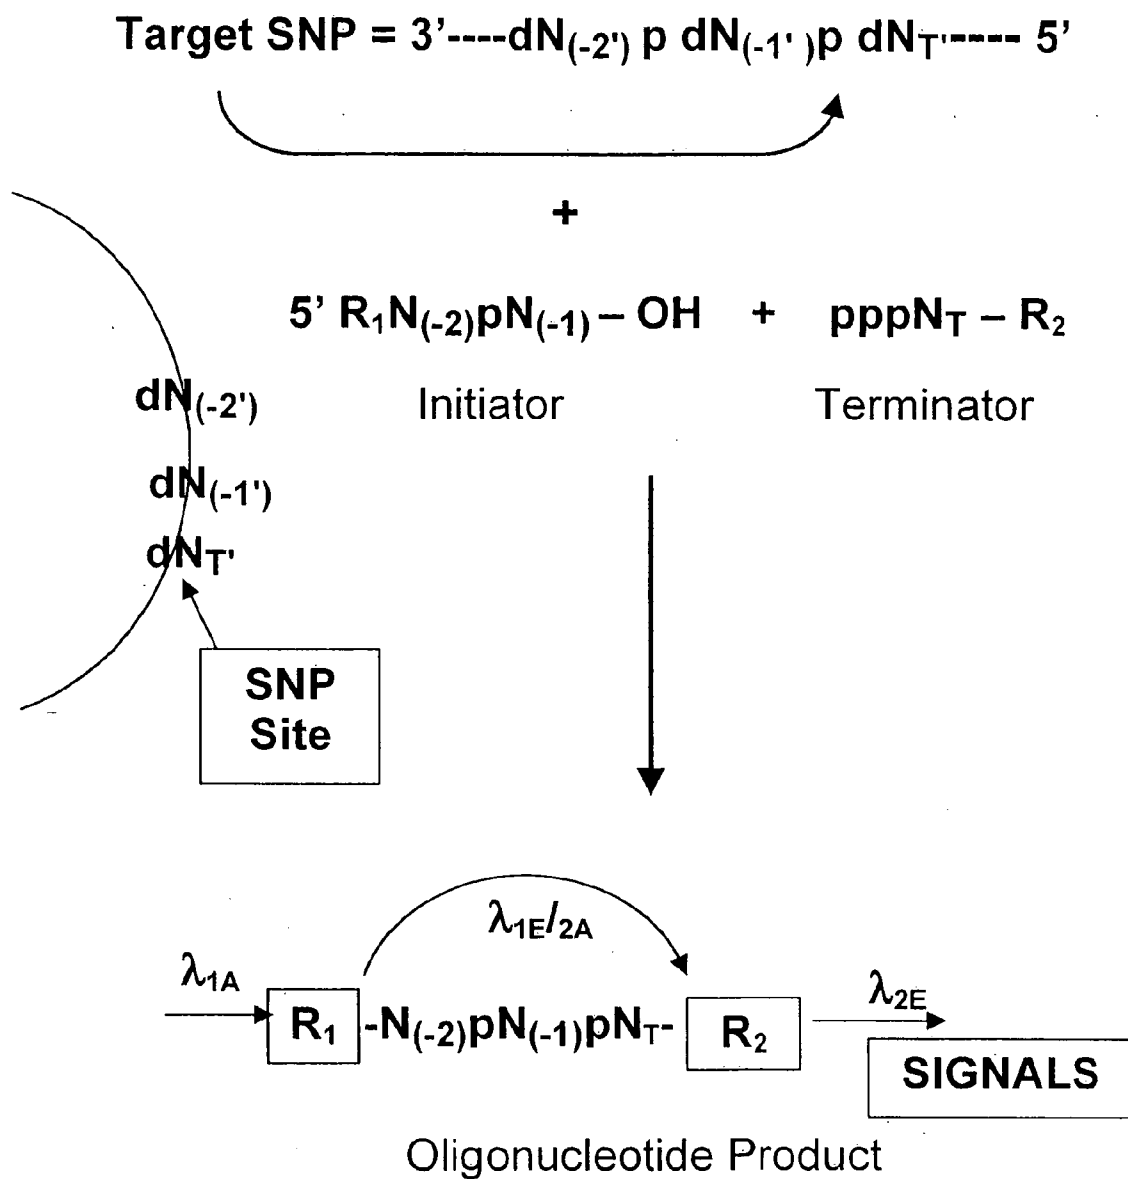 Target SNP = 3'----dN(-2') p dN(-1')p dNT'---- 5'
+
5' R1N(-2)pN(-1) – OH + pppNT – R2
Initiator Terminator
dN(-2')
dN(-1')
dNT'
SNP
Site
λ1E/2A
λ1A
λ2E
R1 -N(-2)pN(-1)pNT- R2
SIGNALS
Oligonucleotide Product